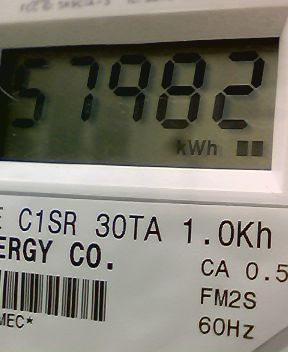 57982
kWh
C1SR 30TA 1.0Kh
ERGY CO.
CA 0.5
FM2S
MEC*
60Hz